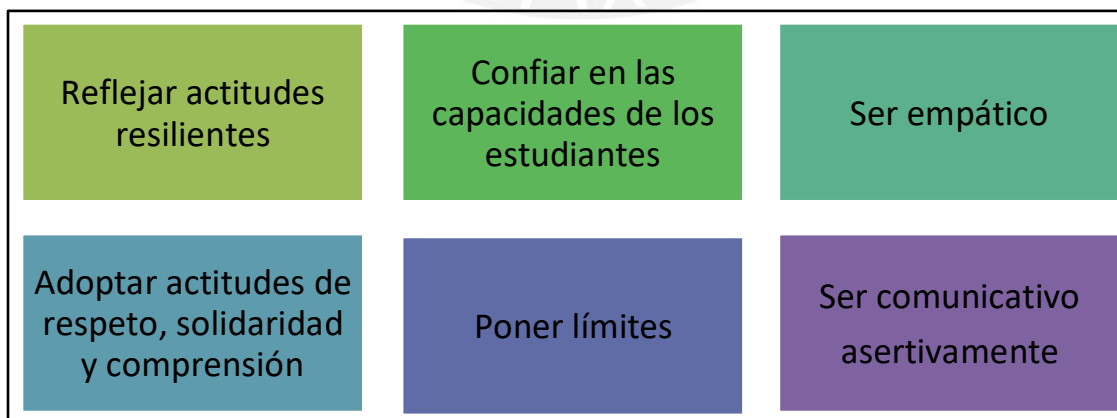 Reflejar actitudes
resilientes
Confiar en las
capacidades de los
estudiantes
Ser empático
Adoptar actitudes de
respeto, solidaridad
y comprensión
Poner límites
Ser comunicativo
asertivamente